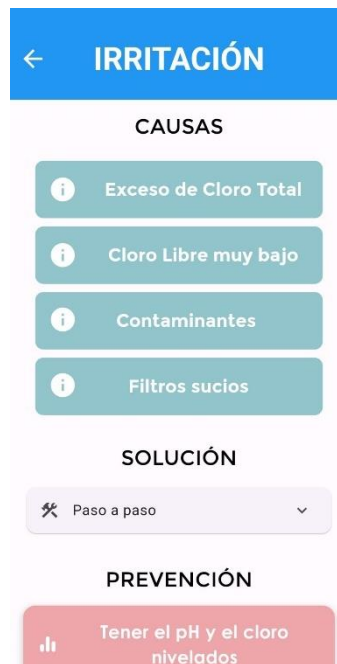 IRRITACIÓN
CAUSAS
Exceso de Cloro Total
Cloro Libre muy bajo
Contaminantes
Filtros sucios
SOLUCIÓN
Paso a paso
PREVENCIÓN
Tener el pH y el cloro
nivelados